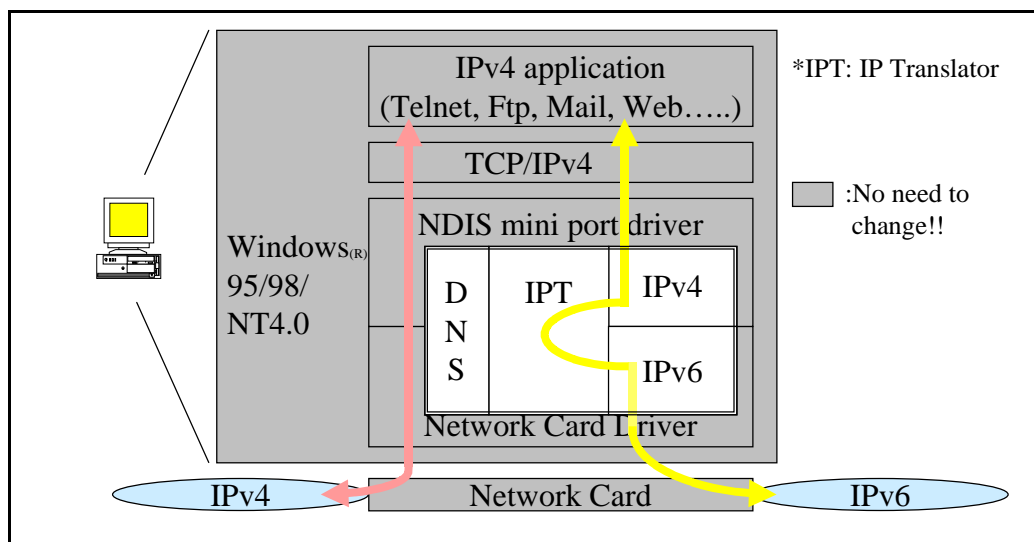 IPv4 application
(Telnet, Ftp, Mail, Web…..)
*IPT: IP Translator
TCP/IPv4
:No need to
change!!
NDIS mini port driver
Windows(R)
95/98/
NT4.0
D
N
S
IPT
IPv4
IPv6
Network Card Driver
IPv4
Network Card
IPv6